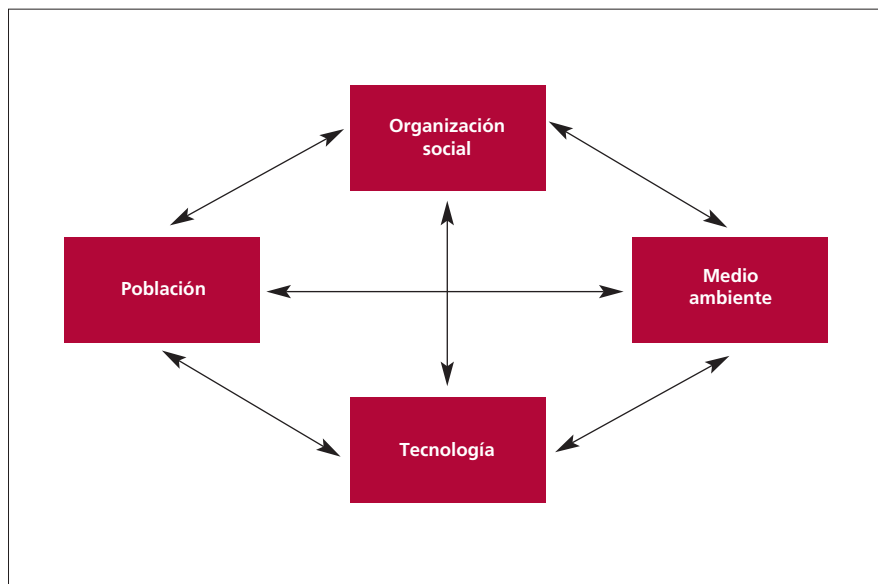 Organización
social
Población
Medio
ambiente
Tecnología